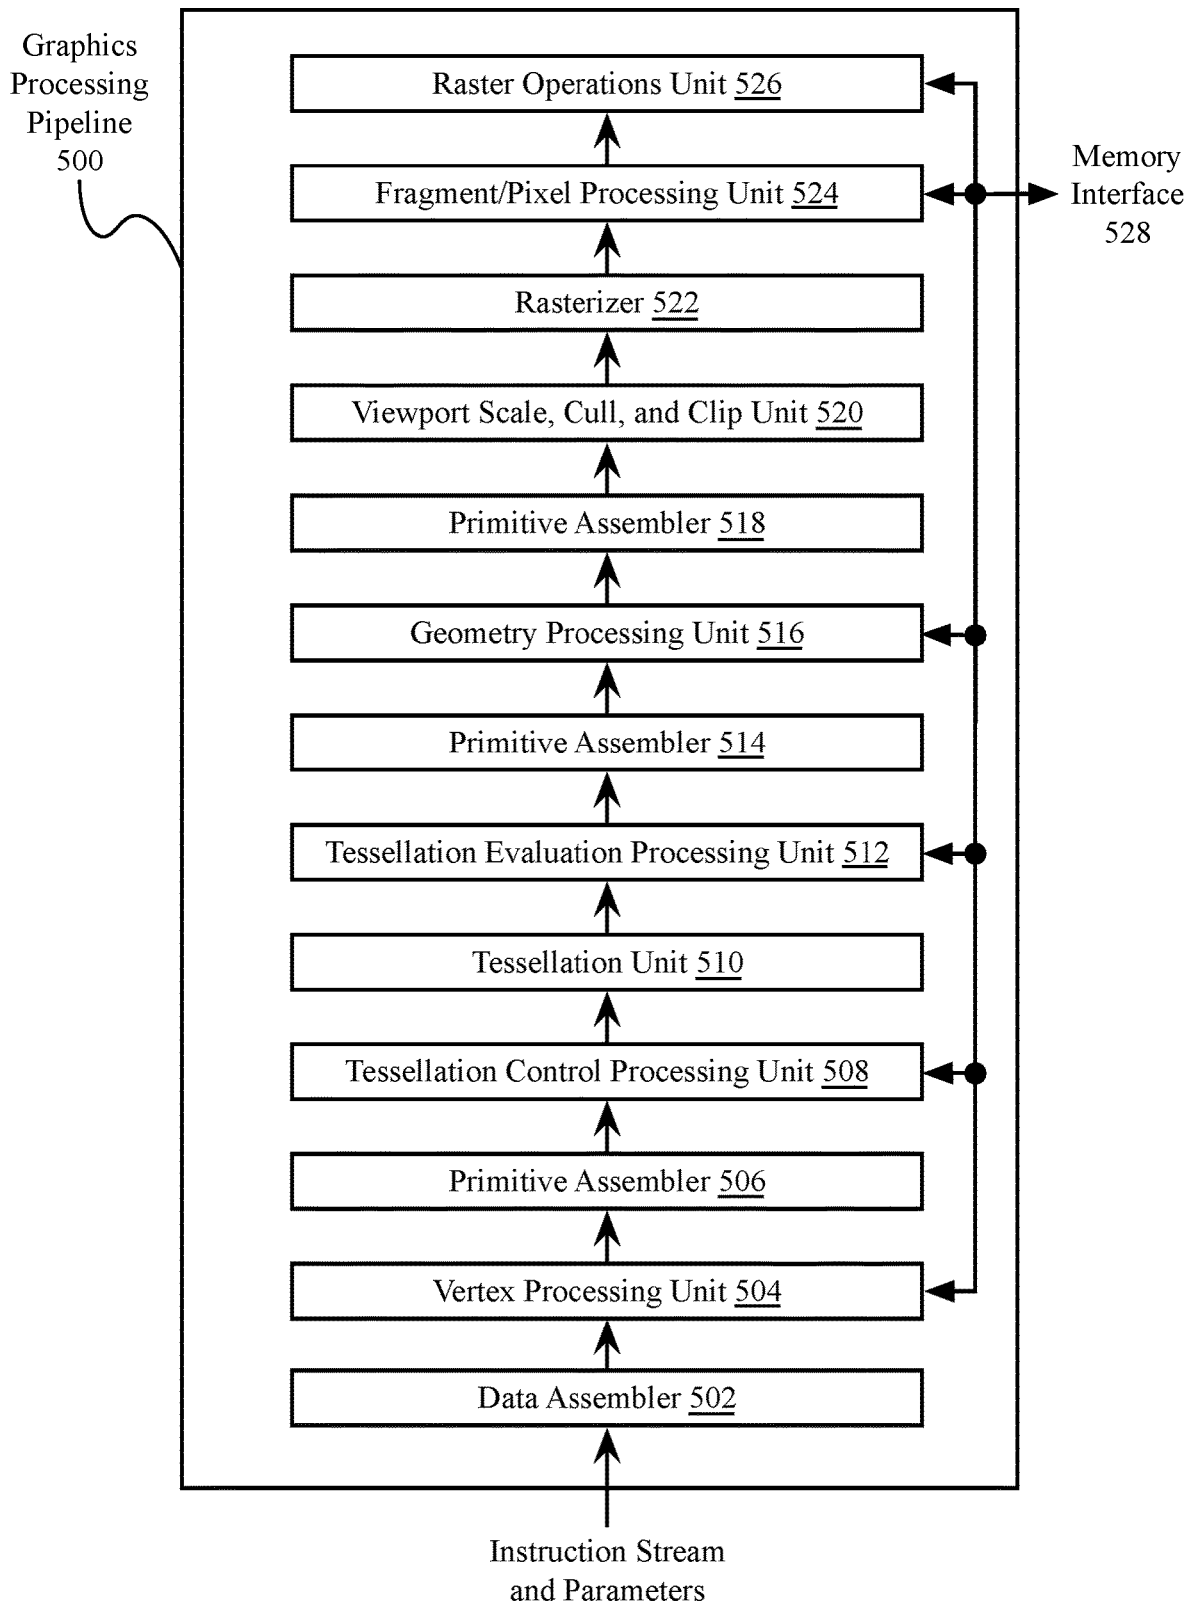 Graphics
Processing
Pipeline
500
Raster Operations Unit 526
Fragment/Pixel Processing Unit 524
Memory
Interface
528
Rasterizer 522
Viewport Scale, Cull, and Clip Unit 520
Primitive Assembler 518
Geometry Processing Unit 516
Primitive Assembler 514
Tessellation Evaluation Processing Unit 512
Tessellation Unit 510
Tessellation Control Processing Unit 508
Primitive Assembler 506
Vertex Processing Unit 504
Data Assembler 502
Instruction Stream
and Parameters